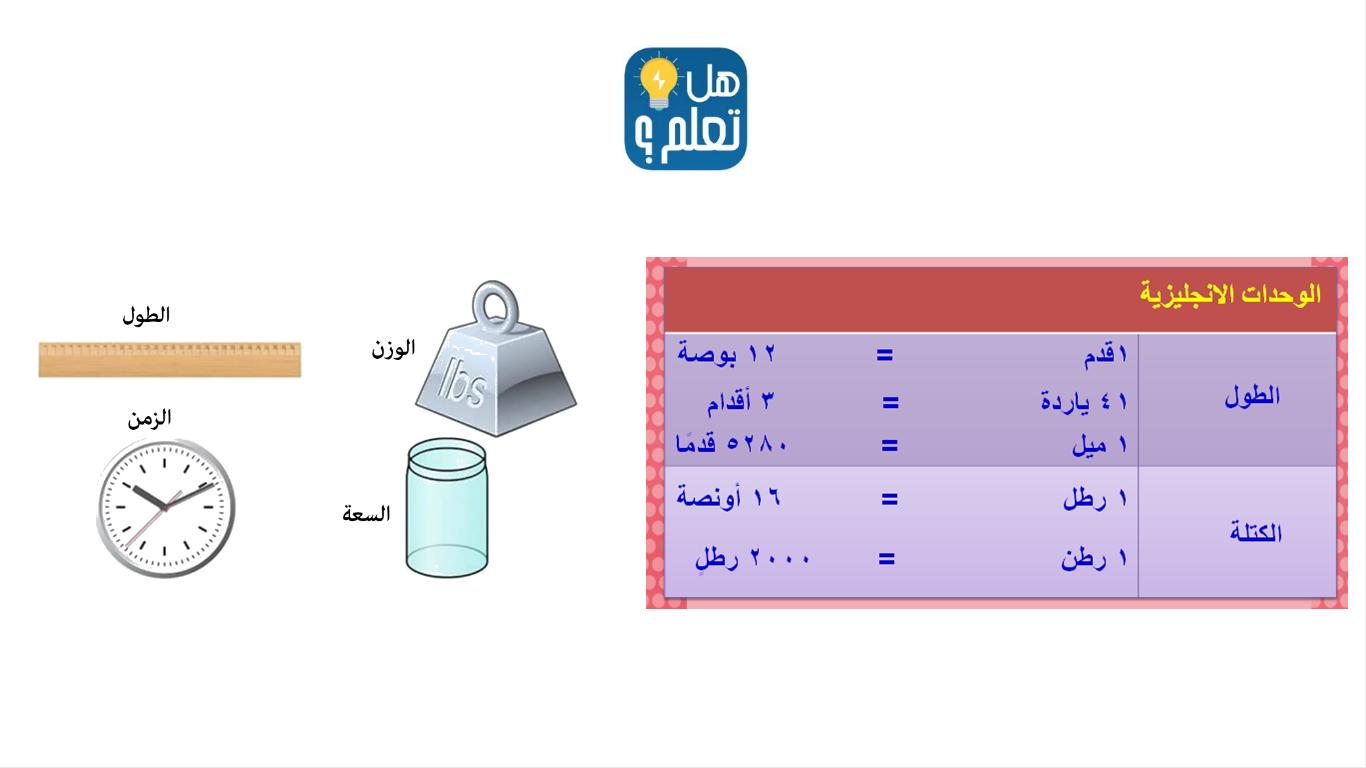 هل
تعلم ؟
الوحدات الانجليزية
الطول
١قدم = ١٢ بوصة
٤١ ياردة = ٣ أقدام
١ ميل = ٥٢٨٠ قدمًا
الكتلة
١ رطل = ١٦ أونصة
١ رطن = ٢٠٠٠ رطلٍ
الوزن
lbs
الطول
الزمن
السعة